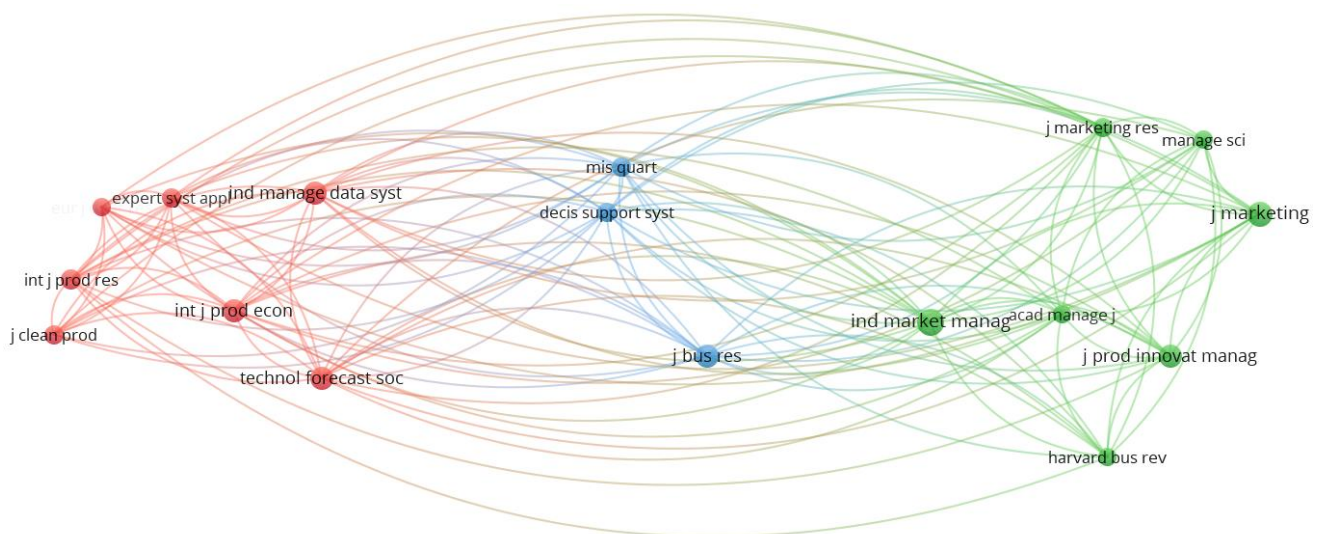 j marketing res
manage sci
mis quart
expert syst appl
ind manage data syst
eur j
decis support syst
j marketing
int j prod res
int j prod econ
acad manage j
ind market manag
j clean prod
j bus res
j prod innovat manag
technol forecast soc
harvard bus rev